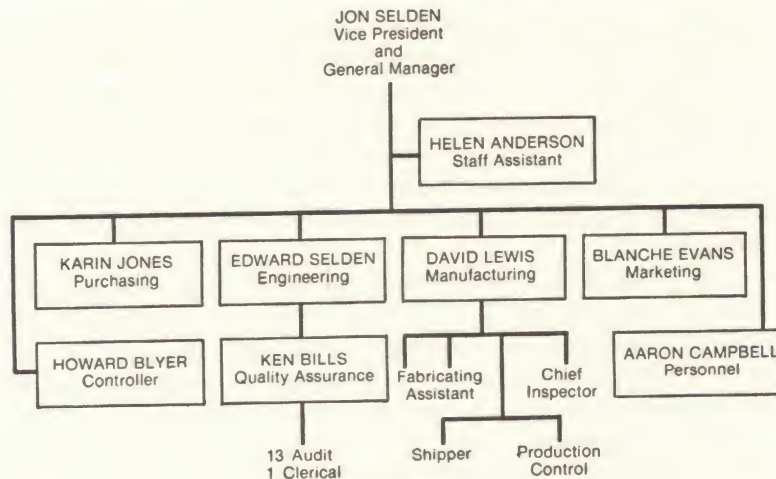 JON SELDEN
Vice President
and
General Manager
HELEN ANDERSON
Staff Assistant
KARIN JONES
Purchasing
EDWARD SELDEN
Engineering
DAVID LEWIS
Manufacturing
BLANCHE EVANS
Marketing
HOWARD BLYER
Controller
KEN BILLS
Quality Assurance
Fabricating
Assistant
Chief
Inspector
AARON CAMPBELL
Personnel
13 Audit
1 Clerical
Shipper
Production
Control